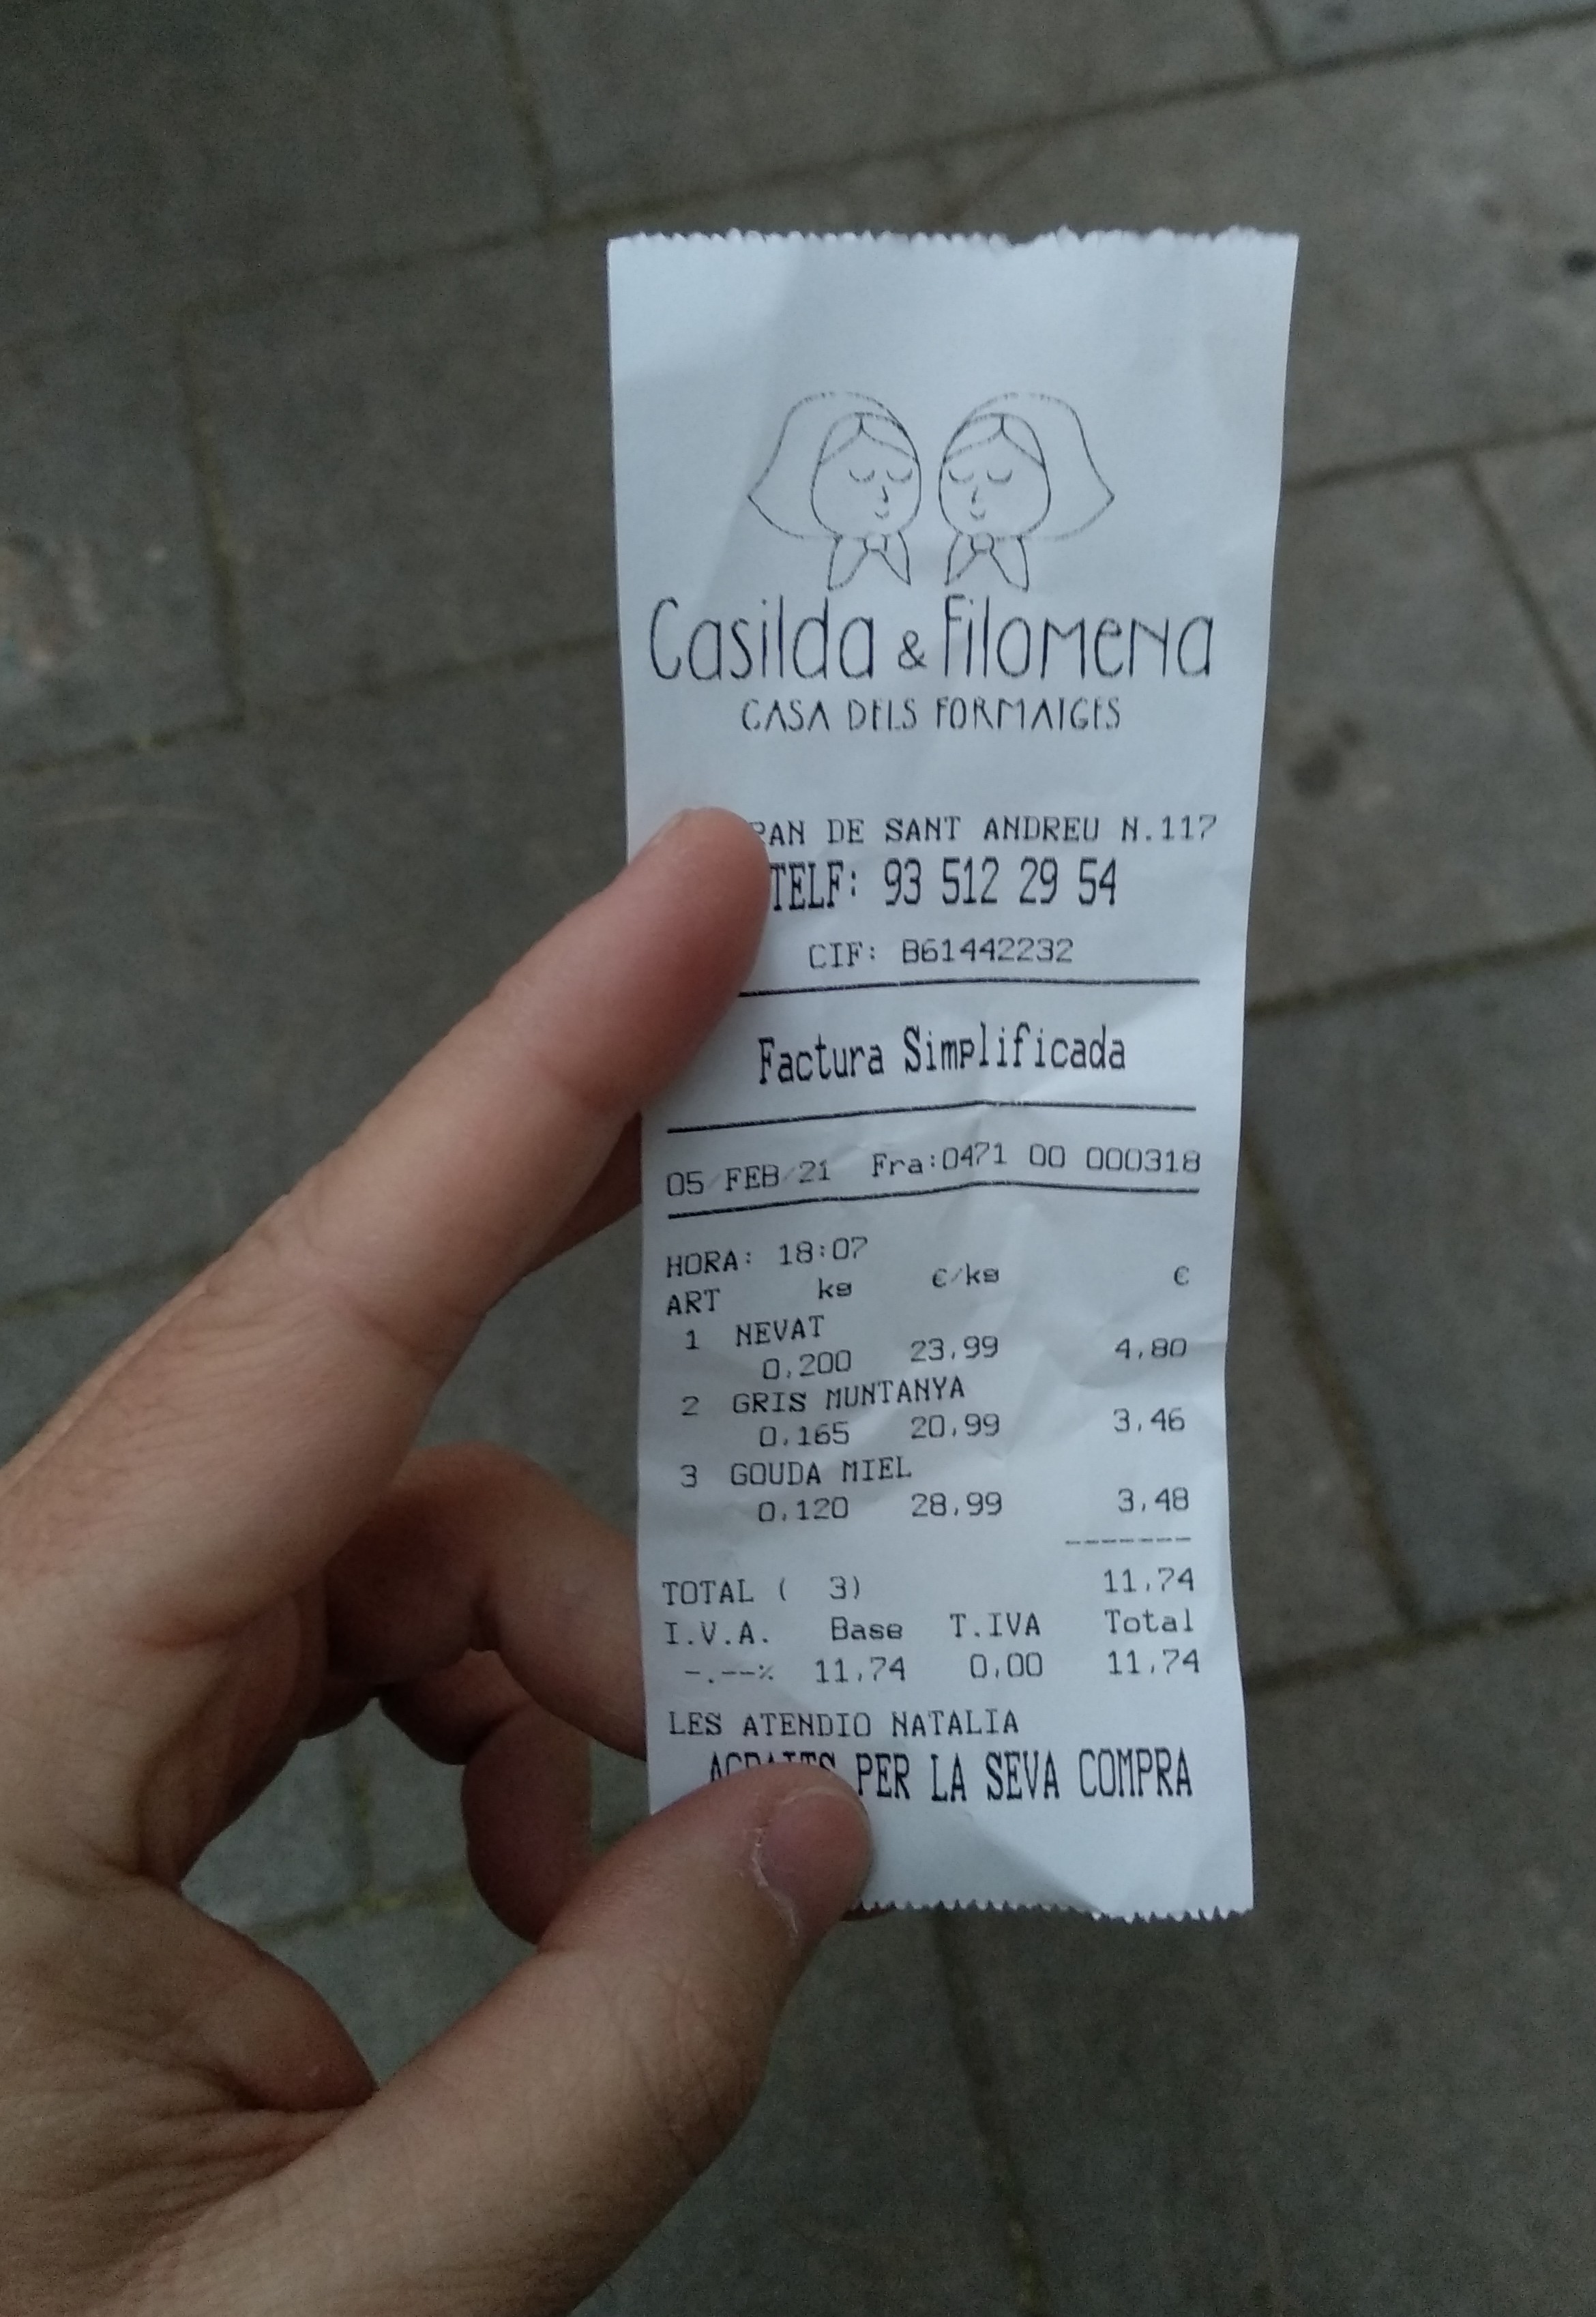 Casilda & Filomena
CASA DELS FORMATGES
DE SANT ANDREU N.117
TELF: 93 512 29 54
CIF: B61442232
Factura Simplificada
05/FEB/21 Fra:0471 00 000318
HORA: 18:07
ART kg €/kg €
1 NEVAT
0,200 23,99 4,80
2 GRIS MUNTANYA
0,165 20,99 3,46
3 GOUDA MIEL
0,120 28,99 3,48
-------
TOTAL ( 3) 11,74
I.V.A. Base T.IVA Total
-.--% 11,74 0,00 11,74
LES ATENDIO NATALIA
AGRAITS PER LA SEVA COMPRA